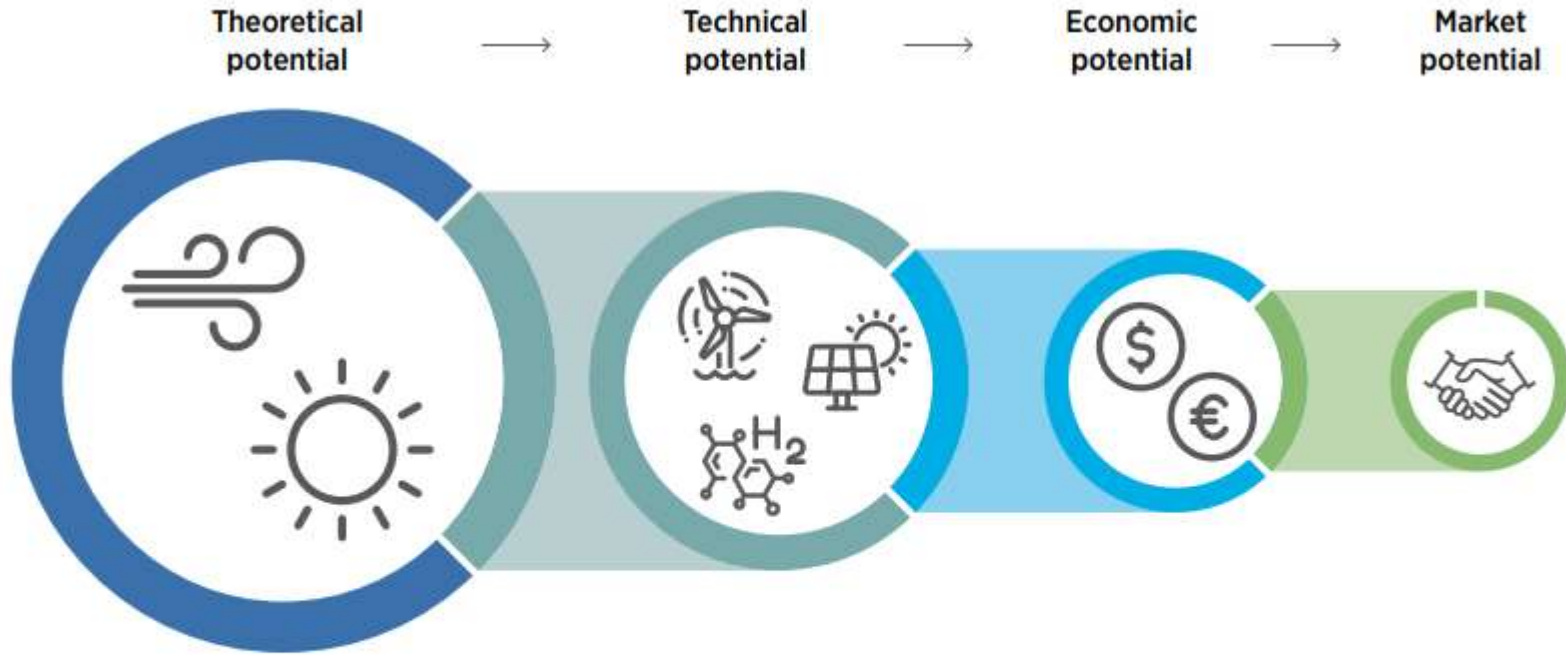 Theoretical
potential
Technical
potential
Economic
potential
Market
potential
$
€
H2